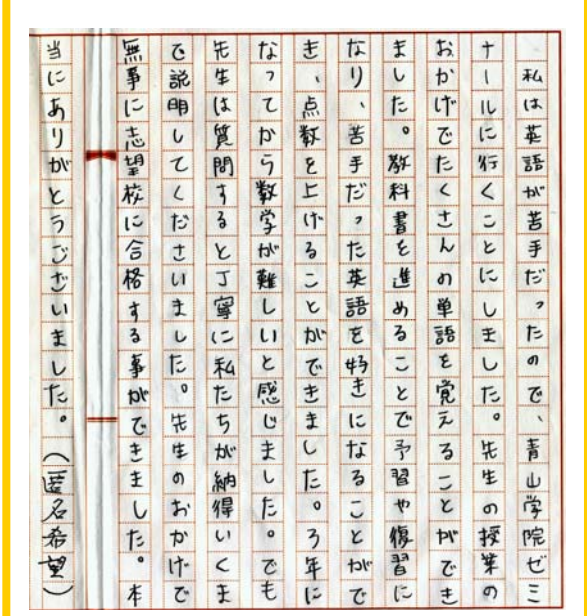 私は英語が苦手だったので、青山学院ゼミ
ナールに行くことにしました。先生の授業の
おかげでたくさんの単語を覚えることができ
ました。教科書を進めることで予習や復習に
なり、苦手だった英語を好きになることがで
き、点数を上げることができました。3年に
なってから数学が難しいと感じました。でも
先生は質問すると丁寧に私たちが納得いくま
で説明してくださいました。先生のおかげで
無事に志望校に合格する事ができました。本
当にありがとうございました。(匿名希望)